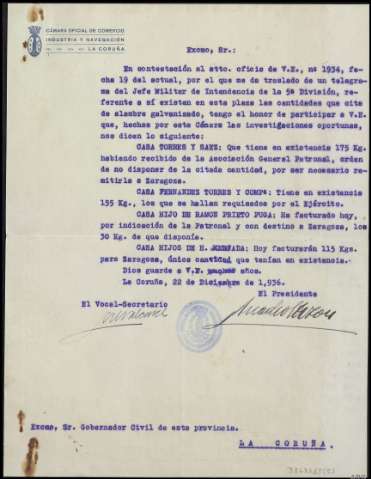 CÁMARA OFICIAL DE COMERCIO
INDUSTRIA Y NAVEGACIÓN
LA CORUÑA
Excmo, Sr.:
En contestación al atto. oficio de V.E, nº 1934, fe-
cha 19 del actual, por el que me da traslado de un telegrama
del Jefe Militar de Intendencia de la 5ª División, re-
ferente a si existen en esta plaza las cantidades que cita
de alambre galvanizado, tengo el honor de participar a V.E
que, hechas por esta Cámara las investigaciones oportunas,
nos dicen lo siguiente:
CASA TORRES Y SAEZ: Que tiene en existencia 175 Kg.
habiendo recibido de la Asociación General Patronal, orden
de no disponer de la citada cantidad, por ser necesario re-
mitirla a Zaragoza.
CASA FERNANDEZ TORRES Y COMPª: Tiene en existencia
195 Kg., los que se hallan requisados por el Ejército.
CASA HIJO DE RAMON PRIETO PUGA: Ha facturado hoy,
por indicación de la Patronal y con destino a Zaragoza, los
30 Kg. de que disponía.
CASA HIJOS DE H. Hoy facturarán 115 Kgs.
para Zaragoza, única cantidad que tenían en existencia.
Dios guarde a V.E muchos años.
La Coruña, 22 de Diciembre de 1,936.
El Presidente
El Vocal-Secretario
Excmo, Sr. Gobernador Civil de esta provincia.
LA CORUÑA.